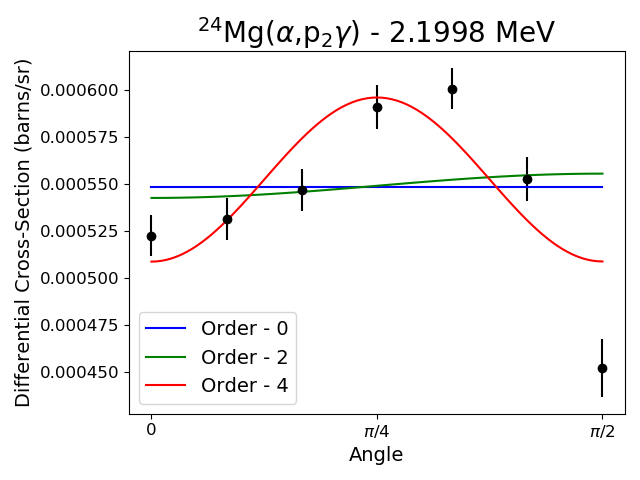 ²⁴Mg(α,p₂γ) - 2.1998 MeV
Differential Cross-Section (barns/sr)
0.000600
0.000575
0.000550
0.000525
0.000500
0.000475
0.000450
Order - 0
Order - 2
Order - 4
0 π/4 π/2
Angle